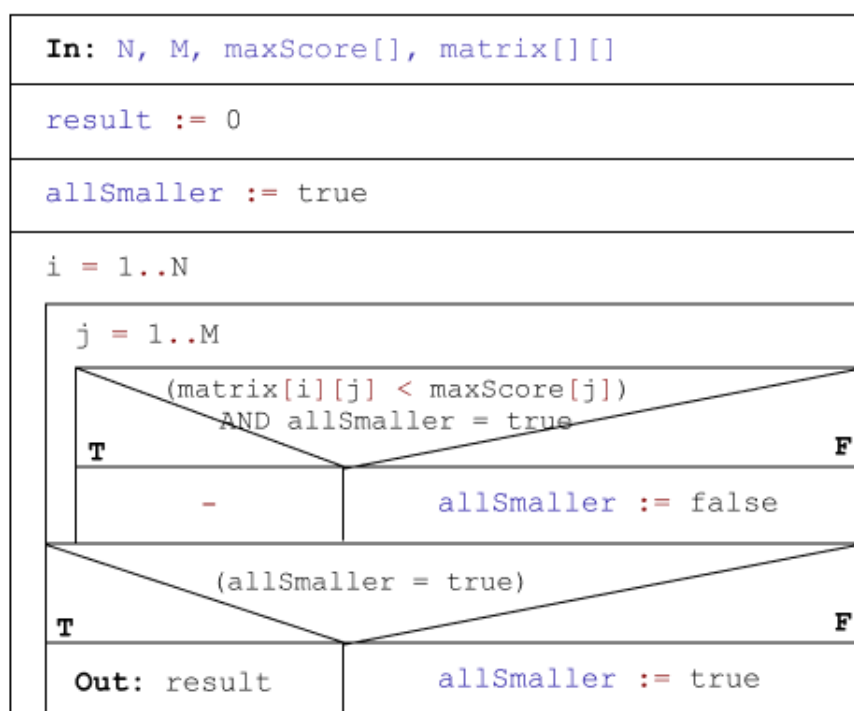 In: N, M, maxScore[], matrix[][]
result := 0
allSmaller := true
i = 1..N
j = 1..M
(matrix[i][j] < maxScore[j])
AND allSmaller = true
T
F
-
allSmaller := false
(allSmaller = true)
T
F
Out: result
allSmaller := true